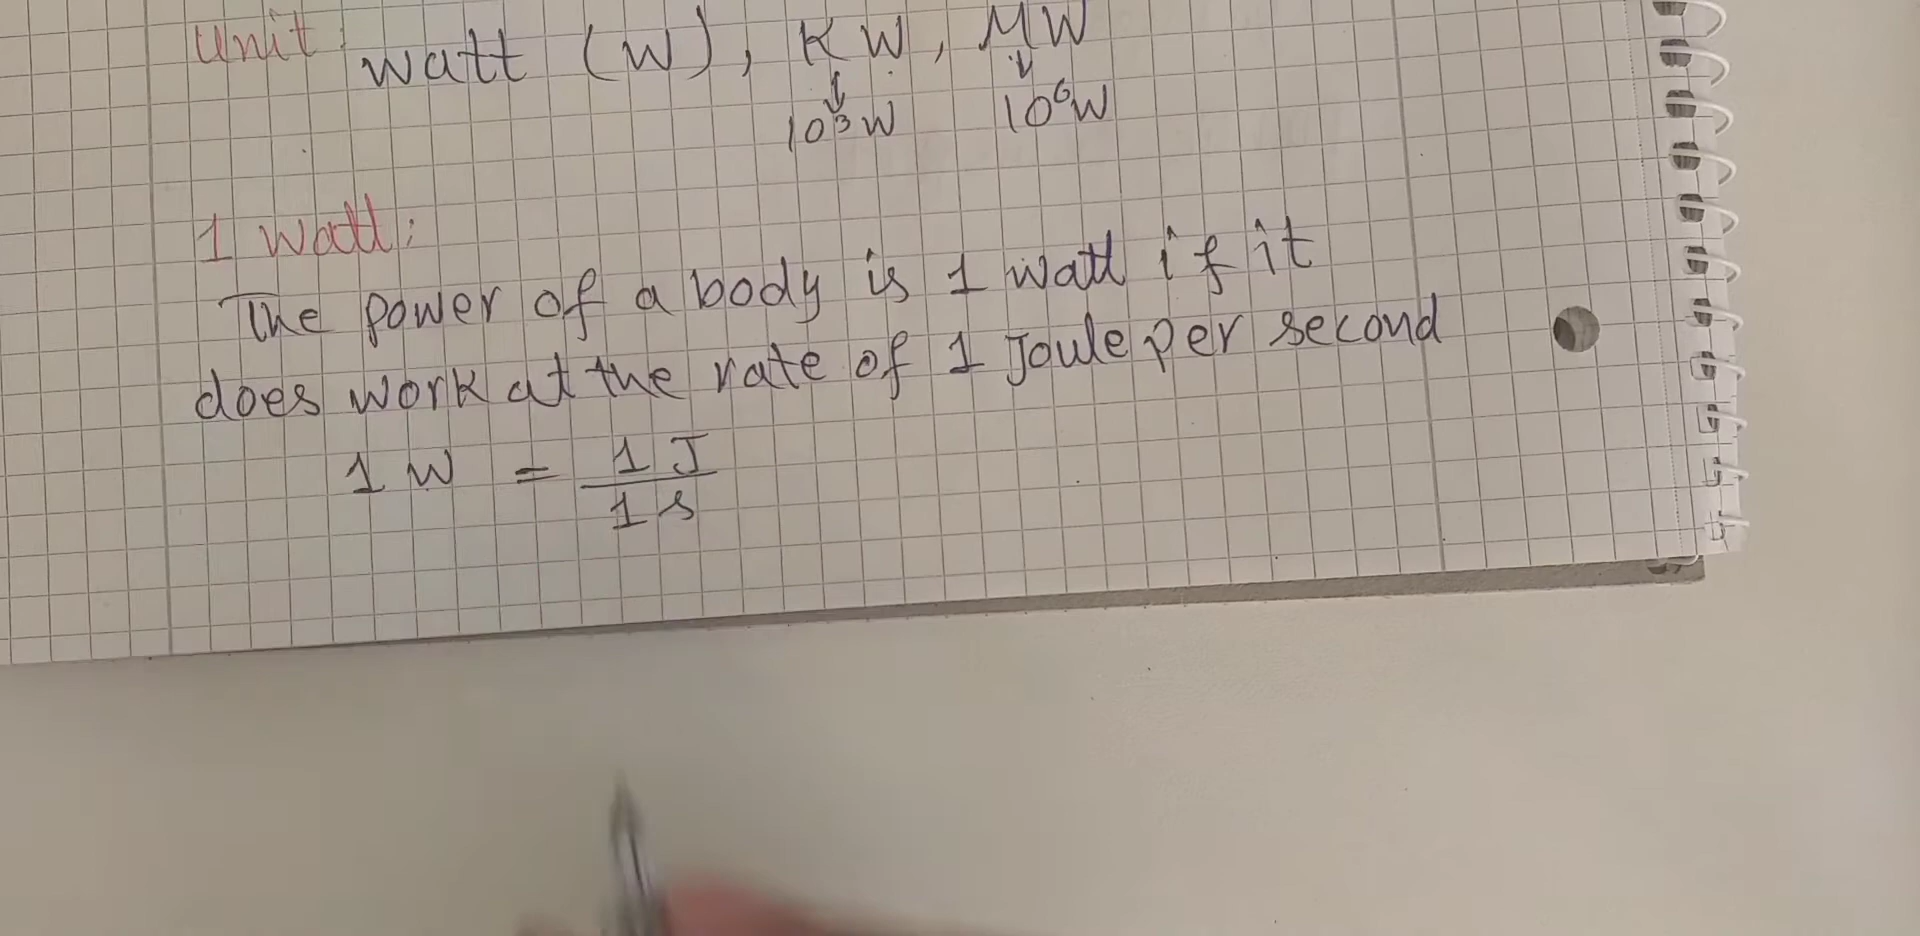 Unit:
Watt (W), KW, MW
10³W 10⁶W
1 Watt:
The power of a body is 1 watt if it
does work at the rate of 1 Joule per second
1 W = 1 J / 1 s